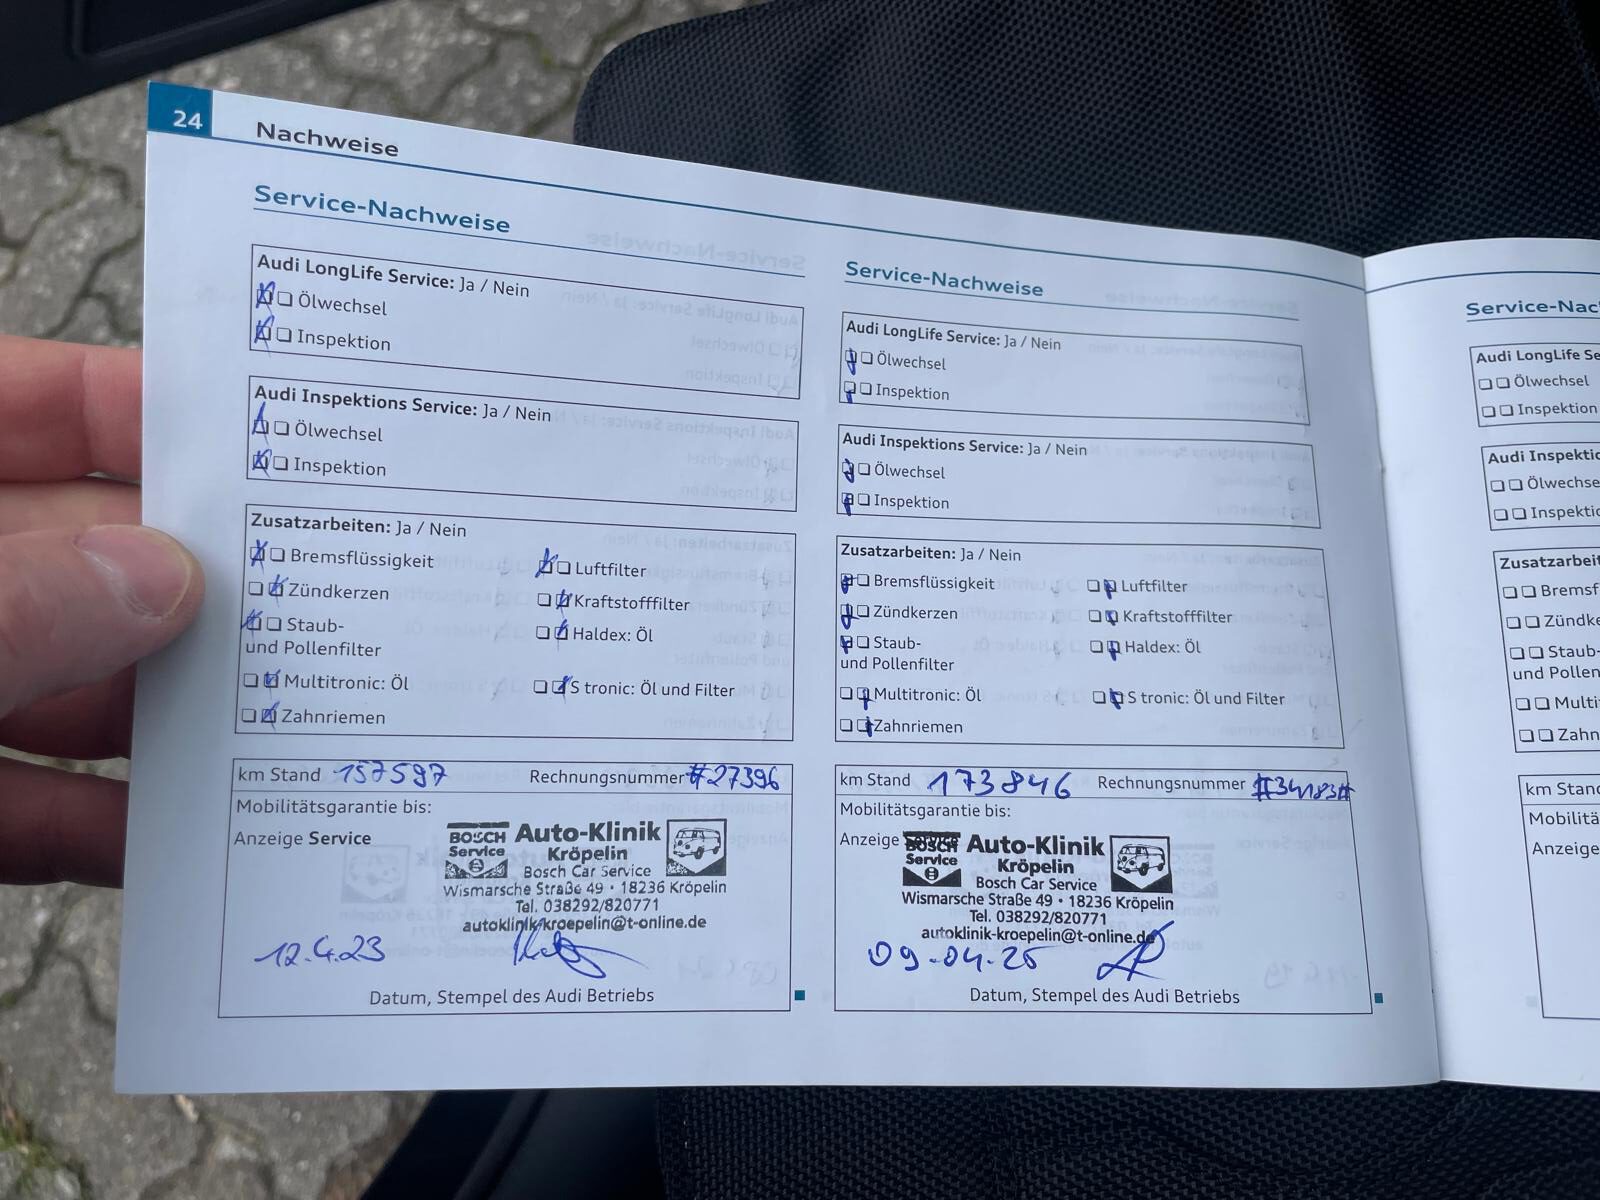 24 Nachweise
Service-Nachweise
Audi LongLife Service: Ja / Nein
Ölwechsel
Inspektion
Audi Inspektions Service: Ja / Nein
Ölwechsel
Inspektion
Zusatzarbeiten: Ja / Nein
Bremsflüssigkeit Luftfilter
Zündkerzen Kraftstofffilter
Staub- Haldex: Öl
und Pollenfilter
Multitronic: Öl S tronic: Öl und Filter
Zahnriemen
km Stand 157597 Rechnungsnummer #27396
Mobilitätsgarantie bis:
Anzeige Service
BOSCH Service
Auto-Klinik
Kröpelin
Bosch Car Service
Wismarsche Straße 49 • 18236 Kröpelin
Tel. 038292/820771
autoklinik-kroepelin@t-online.de
12.4.23
Datum, Stempel des Audi Betriebs
Service-Nachweise
Audi LongLife Service: Ja / Nein
Ölwechsel
Inspektion
Audi Inspektions Service: Ja / Nein
Ölwechsel
Inspektion
Zusatzarbeiten: Ja / Nein
Bremsflüssigkeit Luftfilter
Zündkerzen Kraftstofffilter
Staub- Haldex: Öl
und Pollenfilter
Multitronic: Öl S tronic: Öl und Filter
Zahnriemen
km Stand 173846 Rechnungsnummer #34183#
Mobilitätsgarantie bis:
Anzeige Service
BOSCH Service
Auto-Klinik
Kröpelin
Bosch Car Service
Wismarsche Straße 49 • 18236 Kröpelin
Tel. 038292/820771
autoklinik-kroepelin@t-online.de
09.04.25
Datum, Stempel des Audi Betriebs
Service-Nac
Audi LongLife Se
Ölwechsel
Inspektion
Audi Inspektio
Ölwechse
Inspektio
Zusatzarbeit
Bremsf
Zündke
Staub-
und Pollen
Multi
Zahn
km Stand
Mobilitä
Anzeige